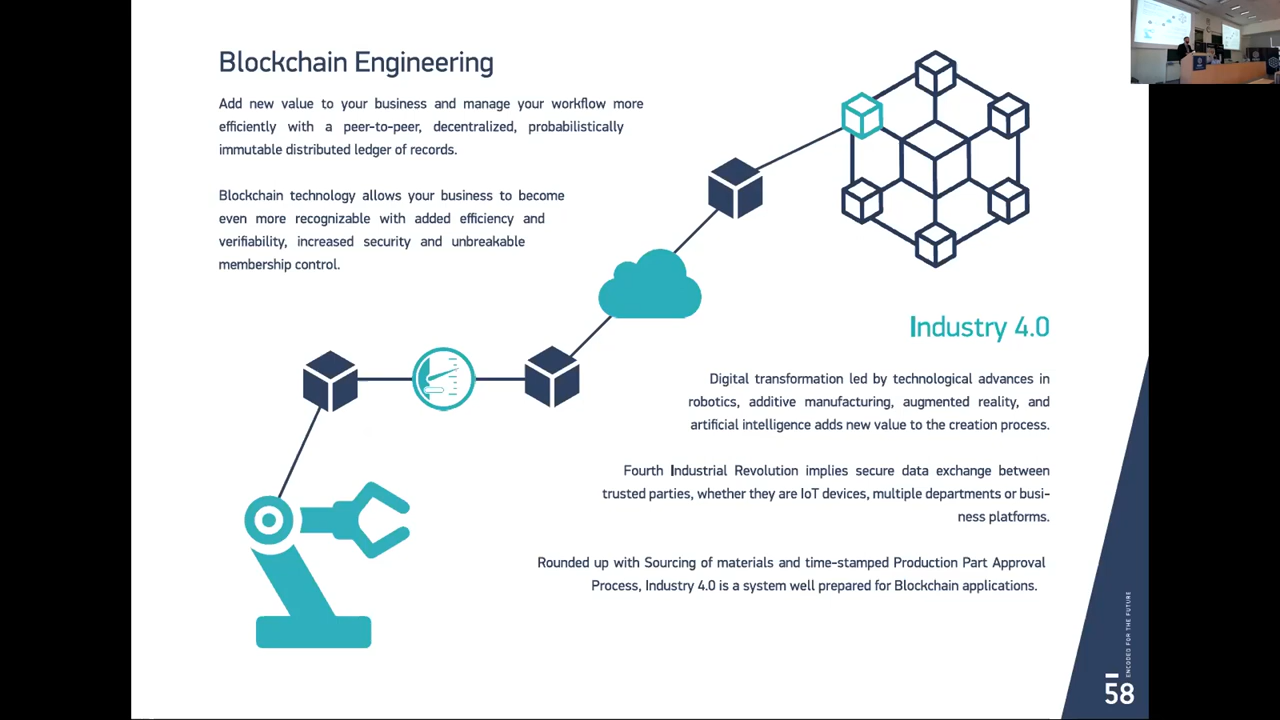 Blockchain Engineering
Add new value to your business and manage your workflow more
efficiently with a peer-to-peer, decentralized, probabilistically
immutable distributed ledger of records.
Blockchain technology allows your business to become
even more recognizable with added efficiency and
verifiability, increased security and unbreakable
membership control.
Industry 4.0
Digital transformation led by technological advances in
robotics, additive manufacturing, augmented reality, and
artificial intelligence adds new value to the creation process.
Fourth Industrial Revolution implies secure data exchange between
trusted parties, whether they are IoT devices, multiple departments or busi-
ness platforms.
Rounded up with Sourcing of materials and time-stamped Production Part Approval
Process, Industry 4.0 is a system well prepared for Blockchain applications.
ENCODED FOR THE FUTURE
58